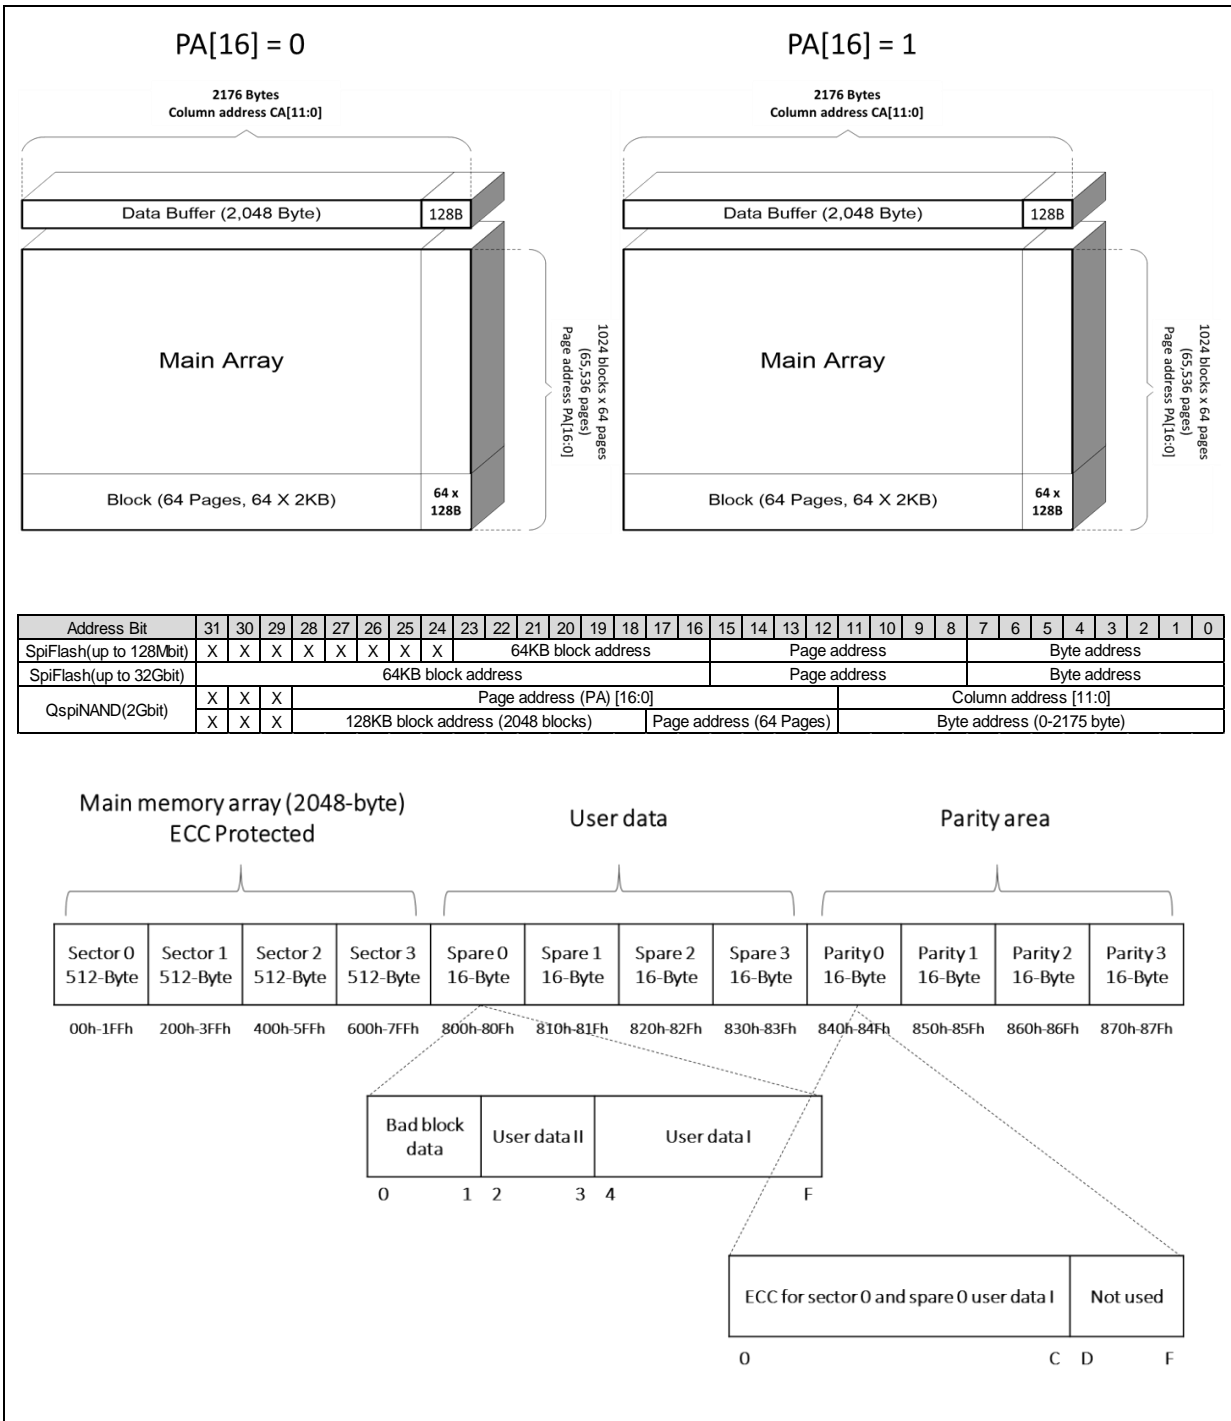 PA[16] = 0
PA[16] = 1
2176 Bytes
Column address CA[11:0]
2176 Bytes
Column address CA[11:0]
Data Buffer (2,048 Byte)
128B
Data Buffer (2,048 Byte)
128B
Main Array
1024 blocks x 64 pages
(65,536 pages)
Page address PA[16:0]
Main Array
1024 blocks x 64 pages
(65,536 pages)
Page address PA[16:0]
Block (64 Pages, 64 X 2KB)
64 x
128B
Block (64 Pages, 64 X 2KB)
64 x
128B
Address Bit 31 30 29 28 27 26 25 24 23 22 21 20 19 18 17 16 15 14 13 12 11 10 9 8 7 6 5 4 3 2 1 0
SpiFlash(up to 128Mbit) X X X X X X X X 64KB block address Page address Byte address
SpiFlash(up to 32Gbit) 64KB block address Page address Byte address
QspiNAND(2Gbit)
X X X Page address (PA) [16:0] Column address [11:0]
X X X 128KB block address (2048 blocks) Page address (64 Pages) Byte address (0-2175 byte)
Main memory array (2048-byte)
ECC Protected
User data
Parity area
Sector 0 Sector 1 Sector 2 Sector 3 Spare 0 Spare 1 Spare 2 Spare 3 Parity 0 Parity 1 Parity 2 Parity 3
512-Byte 512-Byte 512-Byte 512-Byte 16-Byte 16-Byte 16-Byte 16-Byte 16-Byte 16-Byte 16-Byte 16-Byte
00h-1FFh 200h-3FFh 400h-5FFh 600h-7FFh 800h-80Fh 810h-81Fh 820h-82Fh 830h-83Fh 840h-84Fh 850h-85Fh 860h-86Fh 870h-87Fh
Bad block
data
User data II
User data I
0 1 2 3 4 F
ECC for sector 0 and spare 0 user data I
Not used
0 C D F